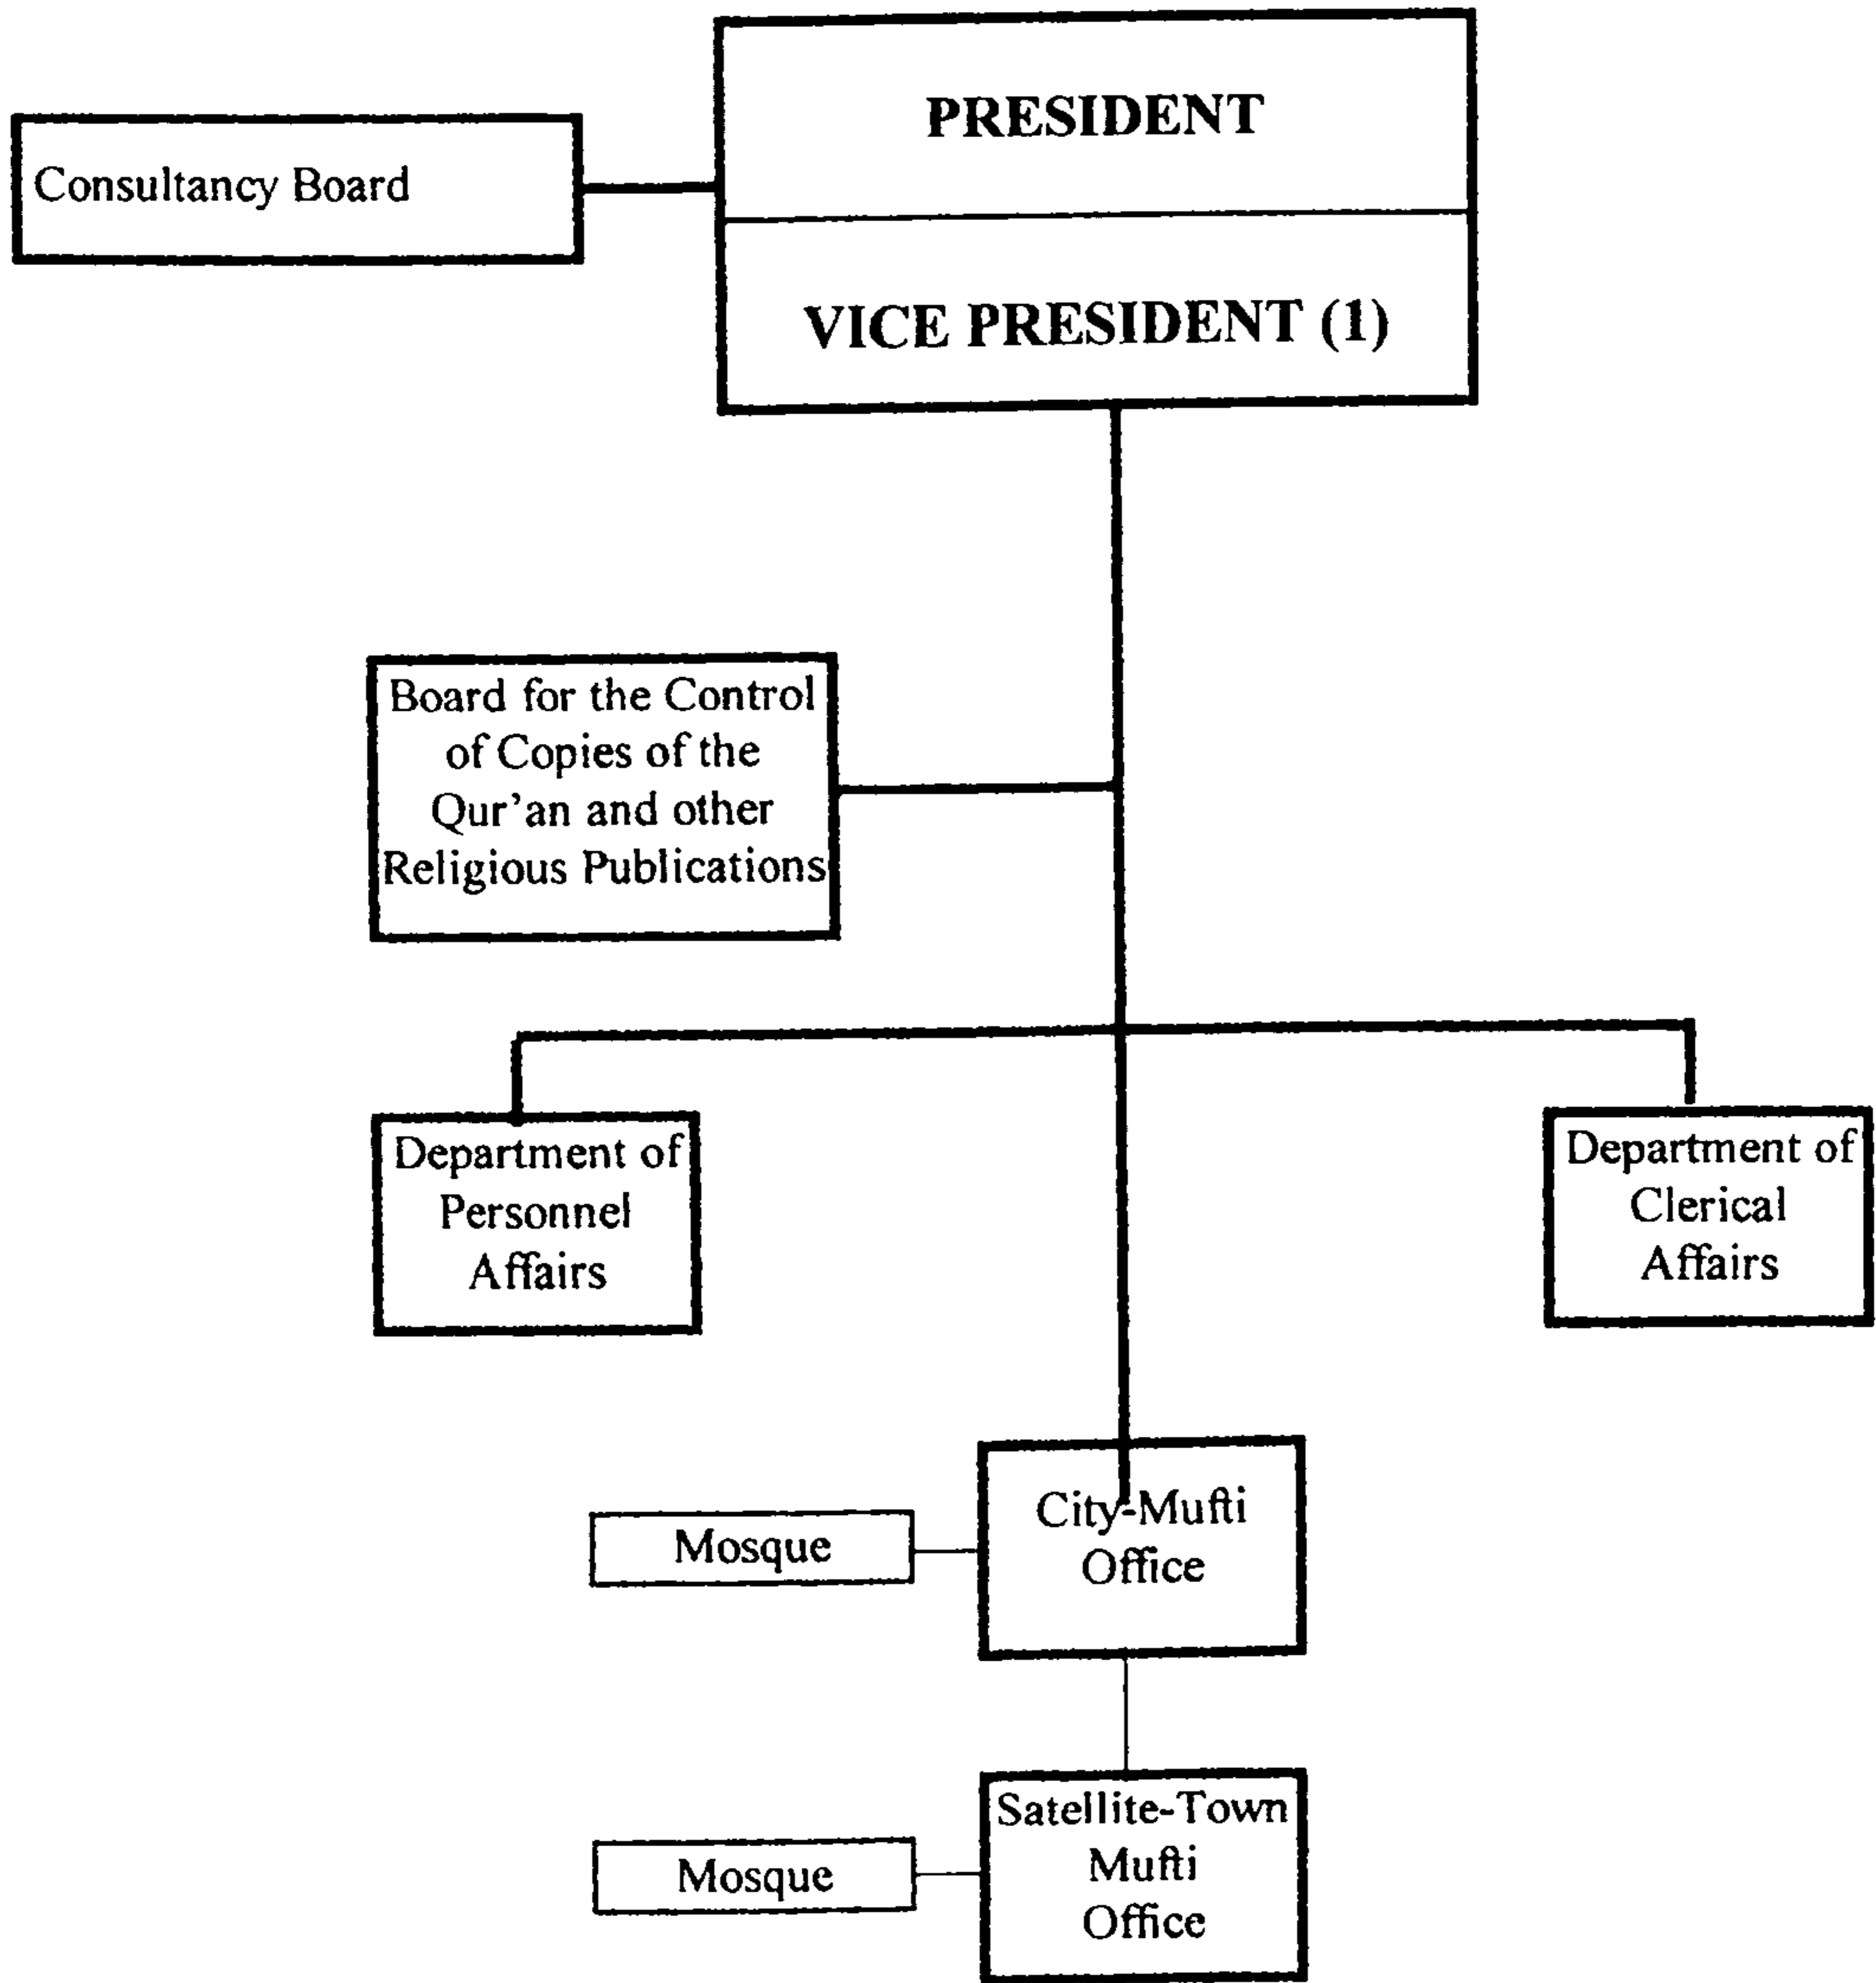 PRESIDENT
Consultancy Board
VICE PRESIDENT (1)
Board for the Control
of Copies of the
Qur'an and other
Religious Publications
Department of
Personnel
Affairs
Department of
Clerical
Affairs
City-Mufti
Office
Mosque
Satellite-Town
Mufti
Office
Mosque